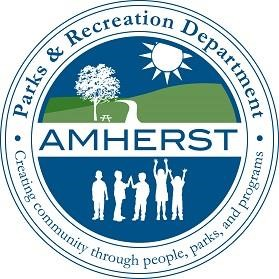 Parks & Recreation Department
AMHERST
Creating community through people, parks, and programs